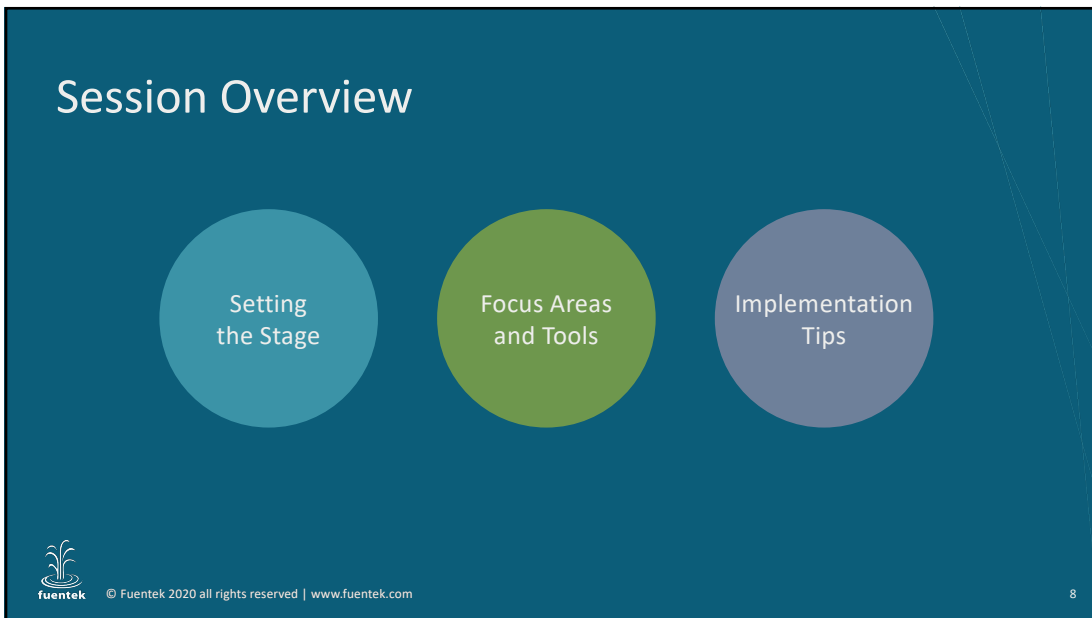 Session Overview
Setting
the Stage
Focus Areas
and Tools
Implementation
Tips
fuentek
© Fuentek 2020 all rights reserved | www.fuentek.com
8